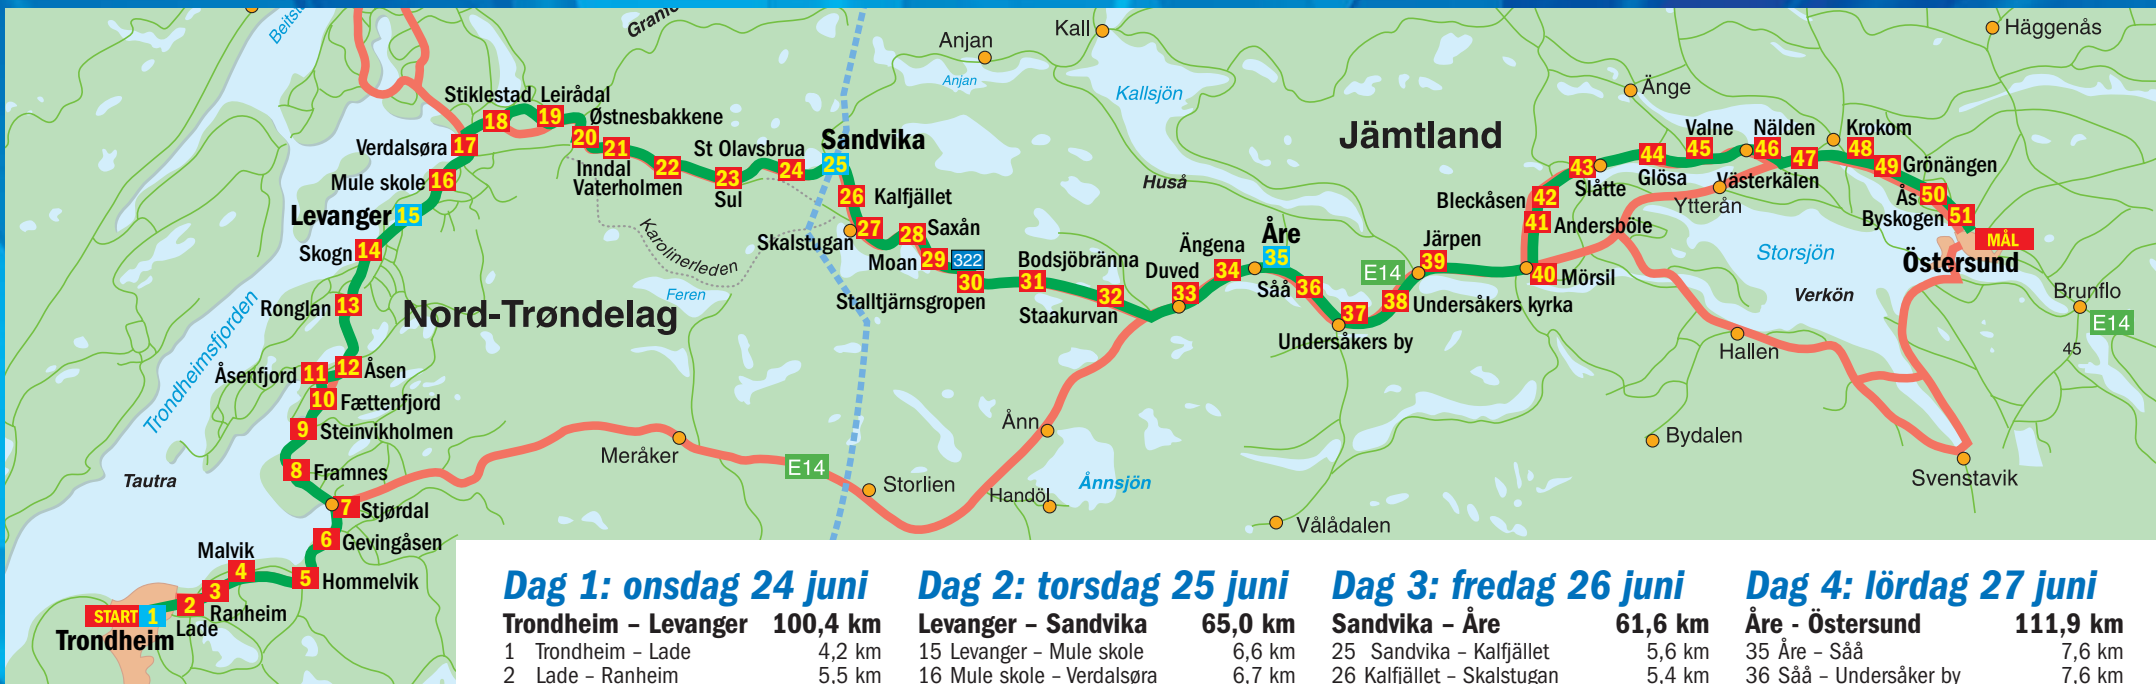 Beitst
Grane
Kall
Anjan
Anjan
Häggenås
Kallsjön
Änge
Jämtland
Stiklestad
Leirådal
18
19
Østnesbakkene
20
Verdalsøra
17
21
Inndal
Vaterholmen
22
Sul
23
St Olavsbrua
24
Sandvika
25
Mule skole
16
Levanger
15
Skogn
14
26
Kalfjället
Skalstugan
27
28
Saxån
Moan
29
322
30
Stalltjärnsgropen
Karolinerleden
Feren
Huså
Bodsjöbränna
31
32
Staakurvan
Duved
33
Ängena
34
Åre
35
Såå
36
37
Undersåkers by
E14
38
Undersåkers kyrka
Järpen
39
40
Mörsil
41
Andersböle
Bleckåsen
42
43
Slåtte
44
Glösa
Valne
45
Nälden
46
Västerkälen
47
Krokom
48
49
Grönängen
Ås
50
Byskogen
51
MÅL
Östersund
Ytterån
Storsjön
Verkön
Brunflo
E14
45
Hallen
Bydalen
Svenstavik
Ronglan
13
Nord-Trøndelag
Trondheimsfjorden
Åsenfjord
11
12
Åsen
10
Fættenfjord
9
Steinvikholmen
8
Framnes
Tautra
7
Stjørdal
6
Gevingåsen
Malvik
4
5
Hommelvik
3
Ranheim
2
Lade
START
1
Trondheim
Meråker
E14
Storlien
Ånn
Handöl
Ånnsjön
Vålådalen
Dag 1: onsdag 24 juni
Trondheim – Levanger 100,4 km
1 Trondheim – Lade 4,2 km
2 Lade – Ranheim 5,5 km
Dag 2: torsdag 25 juni
Levanger – Sandvika 65,0 km
15 Levanger – Mule skole 6,6 km
16 Mule skole – Verdalsøra 6,7 km
Dag 3: fredag 26 juni
Sandvika – Åre 61,6 km
25 Sandvika – Kalfjället 5,6 km
26 Kalfjället – Skalstugan 5,4 km
Dag 4: lördag 27 juni
Åre - Östersund 111,9 km
35 Åre – Såå 7,6 km
36 Såå – Undersåker by 7,6 km